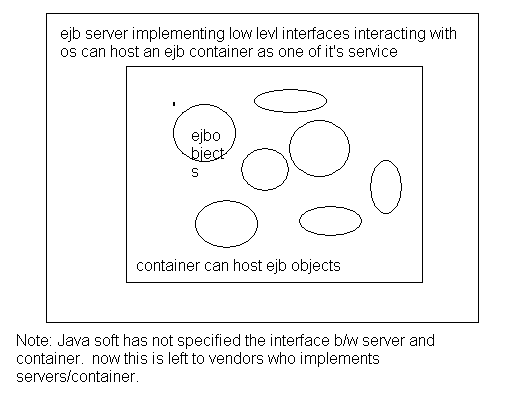 ejb server implementing low levl interfaces interacting with
os can host an ejb container as one of it's service
ejbo
bject
s
container can host ejb objects
Note: Java soft has not specified the interface b/w server and
container.  now this is left to vendors who implements
servers/container.